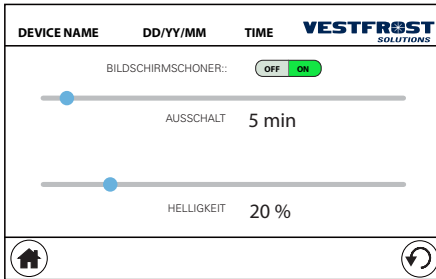 DEVICE NAME DD/YY/MM TIME VESTFROST
SOLUTIONS
BILDSCHIRMSCHONER:: OFF ON
AUSSCHALT 5 min
HELLIGKEIT 20 %